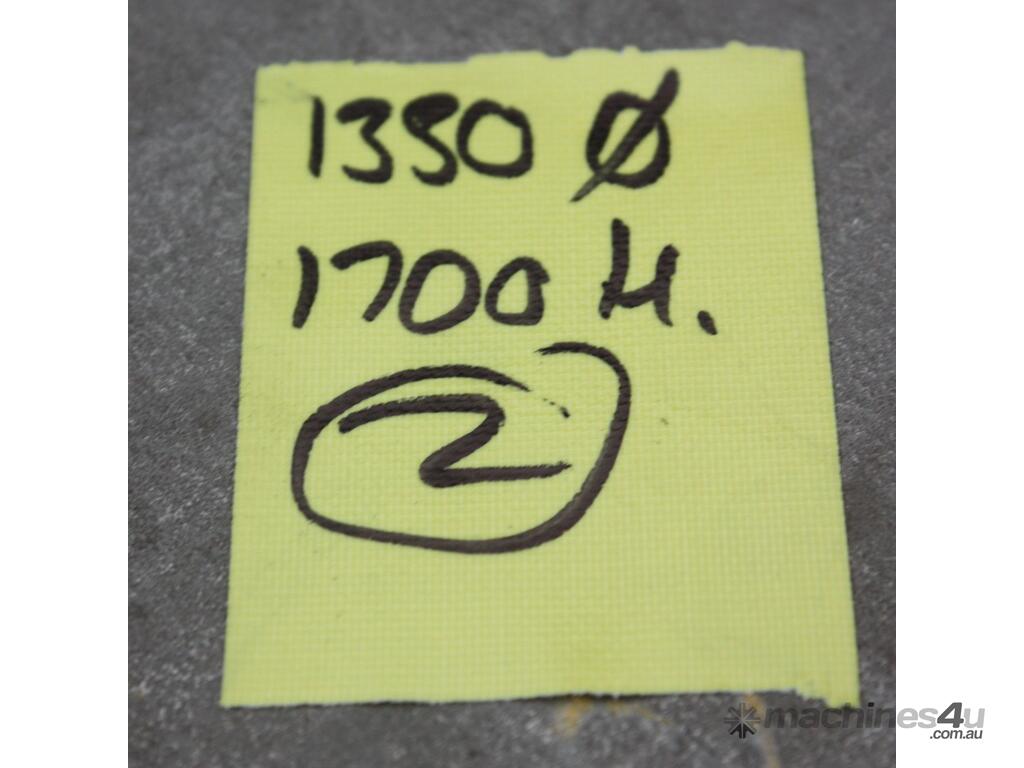 1350 Ø
1700 H.
2
machines4u
.com.au